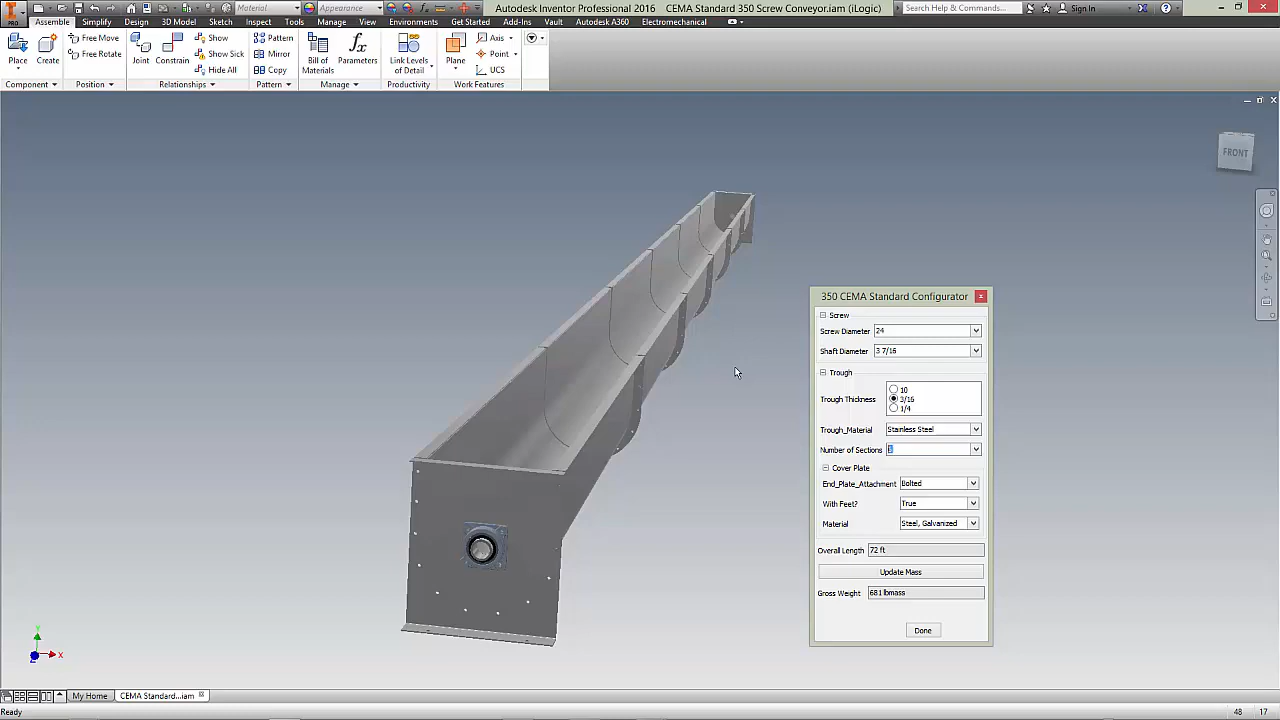 Material
Appearance
Autodesk Inventor Professional 2016   CEMA Standard 350 Screw Conveyor.iam (iLogic)
Search Help & Commands...
Sign In
PRO
Assemble
Simplify
Design
3D Model
Sketch
Inspect
Tools
Manage
View
Environments
Get Started
Add-Ins
Vault
Autodesk A360
Electromechanical
Place
Create
Free Move
Free Rotate
Joint
Constrain
Show
Show Sick
Hide All
Pattern
Mirror
Copy
Bill of
Materials
fx
Parameters
Link Levels
of Detail
Plane
Axis
Point
UCS
Component
Position
Relationships
Pattern
Manage
Productivity
Work Features
FRONT
350 CEMA Standard Configurator
Screw
Screw Diameter 24
Shaft Diameter 3 7/16
Trough
Trough Thickness
10
3/16
1/4
Trough_Material Stainless Steel
Number of Sections
Cover Plate
End_Plate_Attachment Bolted
With Feet? True
Material Steel, Galvanized
Overall Length 72 ft
Update Mass
Gross Weight 681 lbmass
Done
Y
X
Z
My Home
CEMA Standard...iam
Ready
48
17